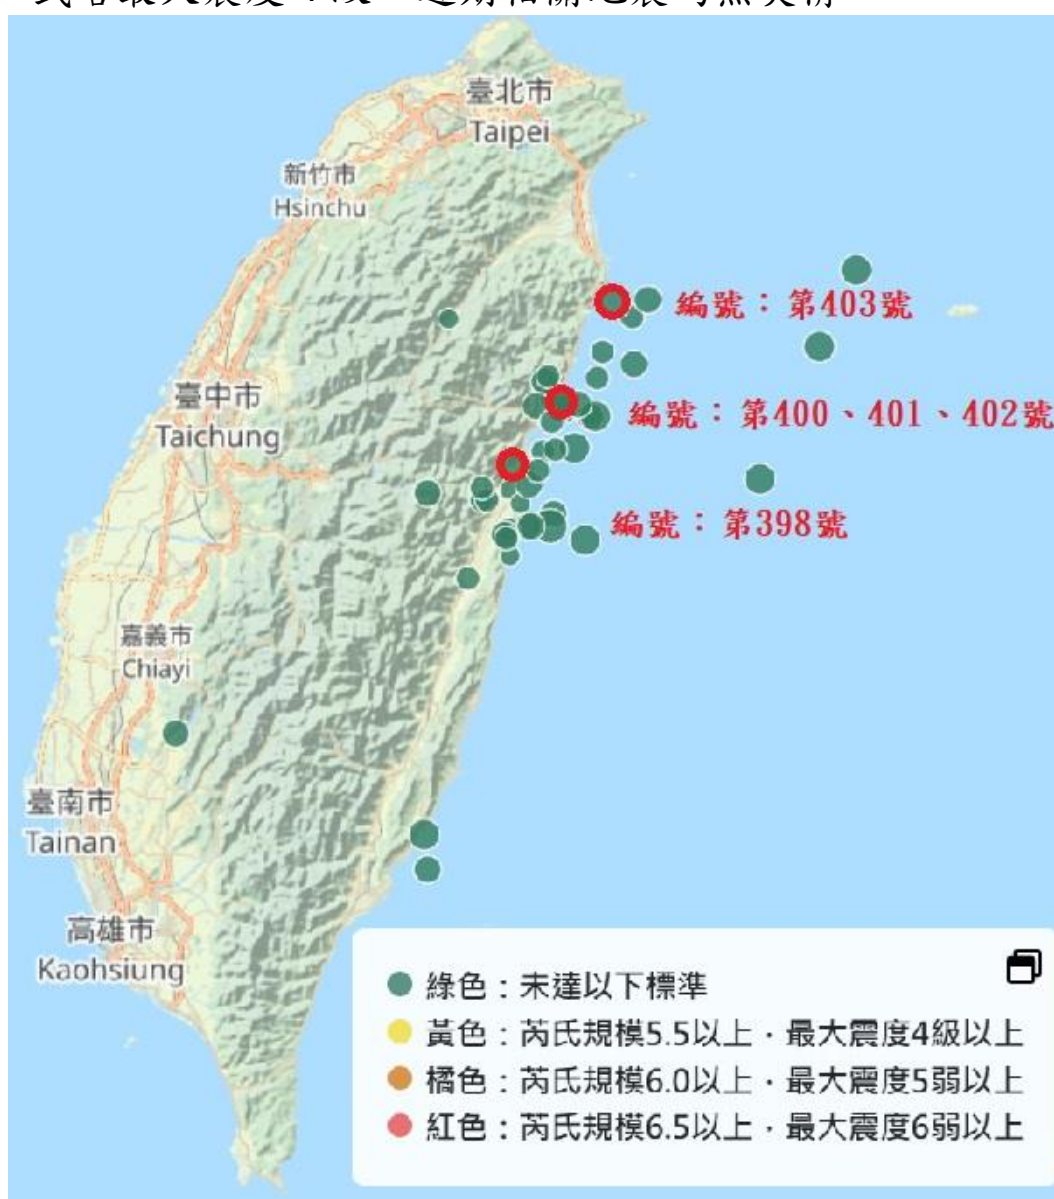 臺北市
Taipei
新竹市
Hsinchu
編號：第403號
臺中市
Taichung
編號：第400、401、402號
編號：第398號
嘉義市
Chiayi
臺南市
Tainan
高雄市
Kaohsiung
綠色：未達以下標準
黃色：芮氏規模5.5以上，最大震度4級以上
橘色：芮氏規模6.0以上，最大震度5弱以上
紅色：芮氏規模6.5以上，最大震度6弱以上